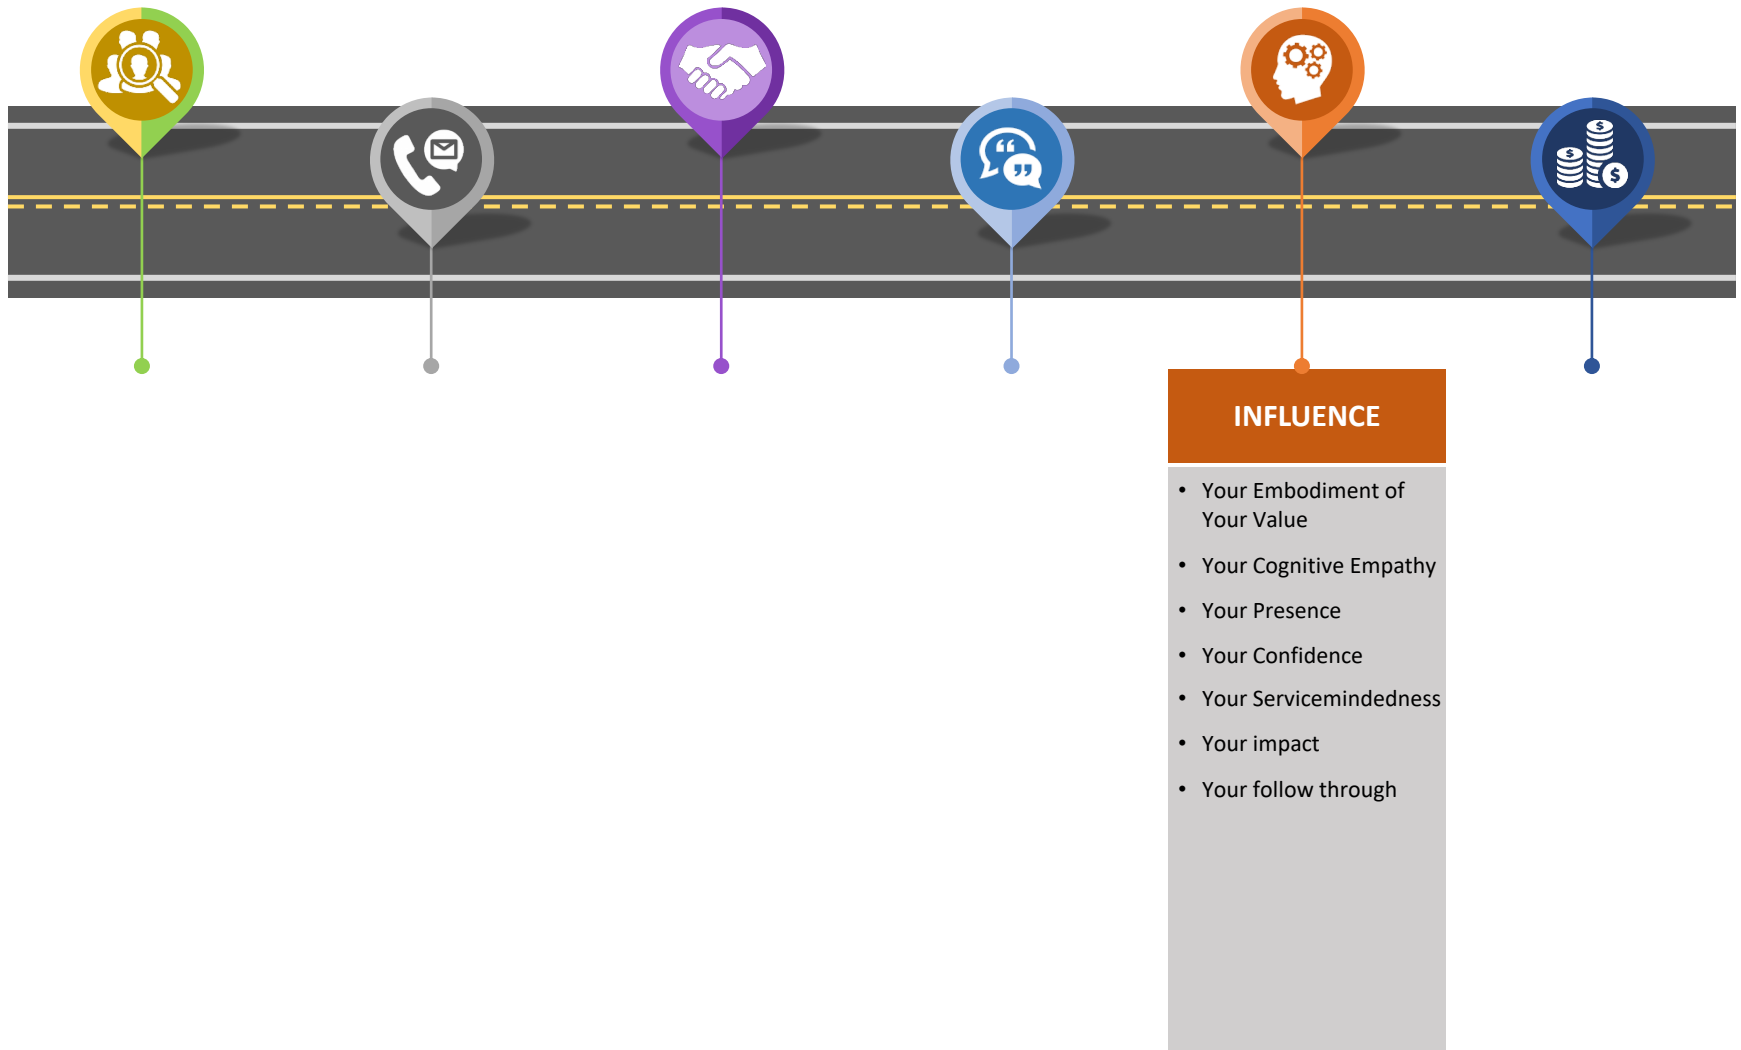 INFLUENCE
• Your Embodiment of
Your Value
• Your Cognitive Empathy
• Your Presence
• Your Confidence
• Your Servicemindedness
• Your impact
• Your follow through